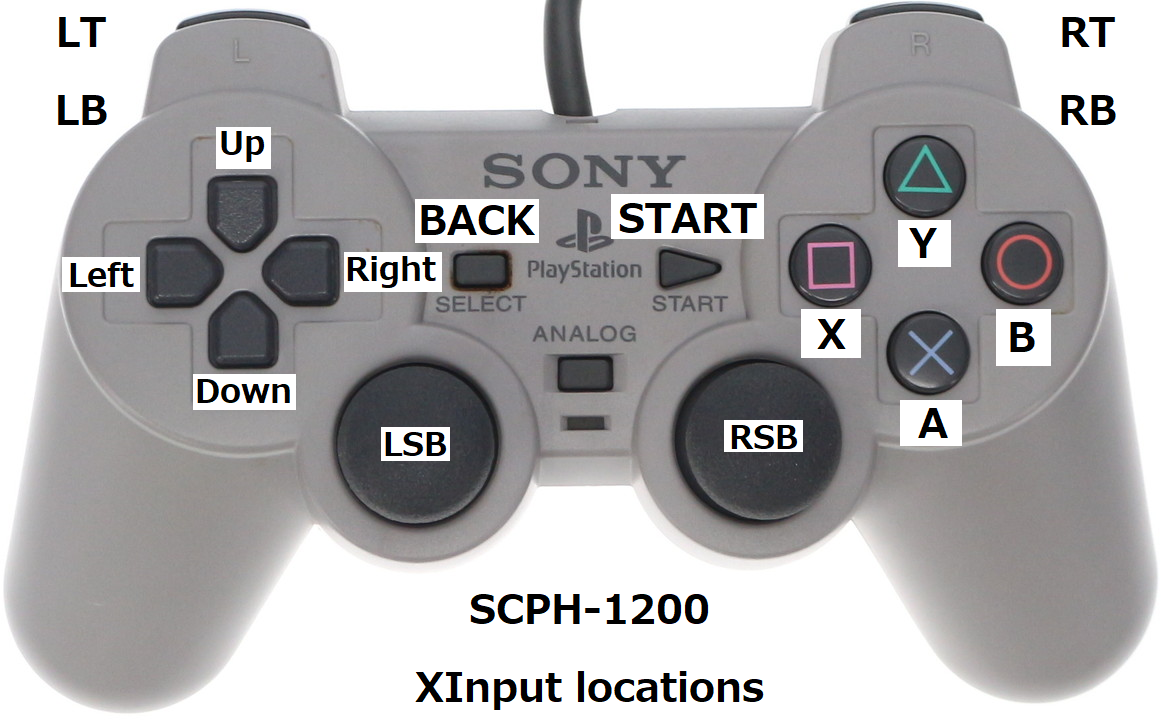 LT
RT
L
R
LB
RB
Up
SONY
BACK
START
Y
Left
Right
PlayStation
SELECT
START
X
B
ANALOG
Down
A
LSB
RSB
SCPH-1200
XInput locations